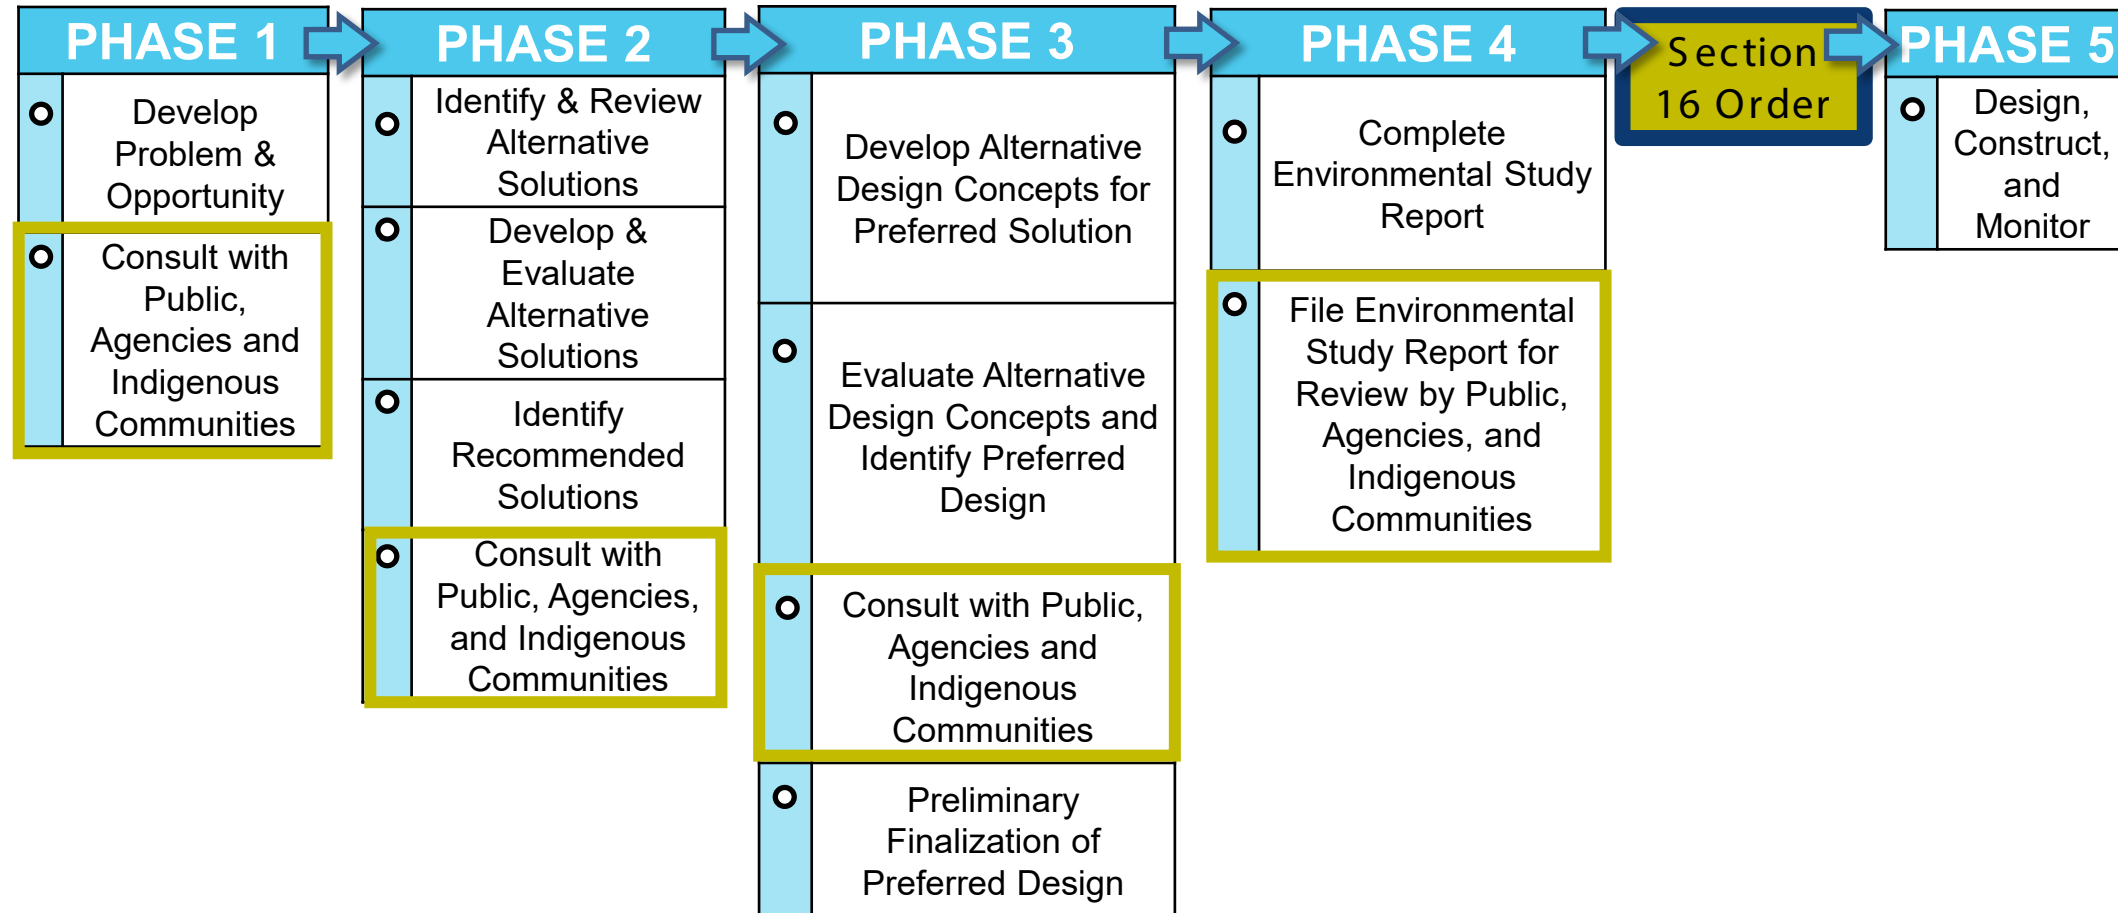 PHASE 1
Develop
Problem &
Opportunity
Consult with
Public,
Agencies and
Indigenous
Communities
PHASE 2
Identify & Review
Alternative
Solutions
Develop &
Evaluate
Alternative
Solutions
Identify
Recommended
Solutions
Consult with
Public, Agencies,
and Indigenous
Communities
PHASE 3
Develop Alternative
Design Concepts for
Preferred Solution
Evaluate Alternative
Design Concepts and
Identify Preferred
Design
Consult with Public,
Agencies and
Indigenous
Communities
Preliminary
Finalization of
Preferred Design
PHASE 4
Complete
Environmental Study
Report
File Environmental
Study Report for
Review by Public,
Agencies, and
Indigenous
Communities
Section
16 Order
PHASE 5
Design,
Construct,
and
Monitor